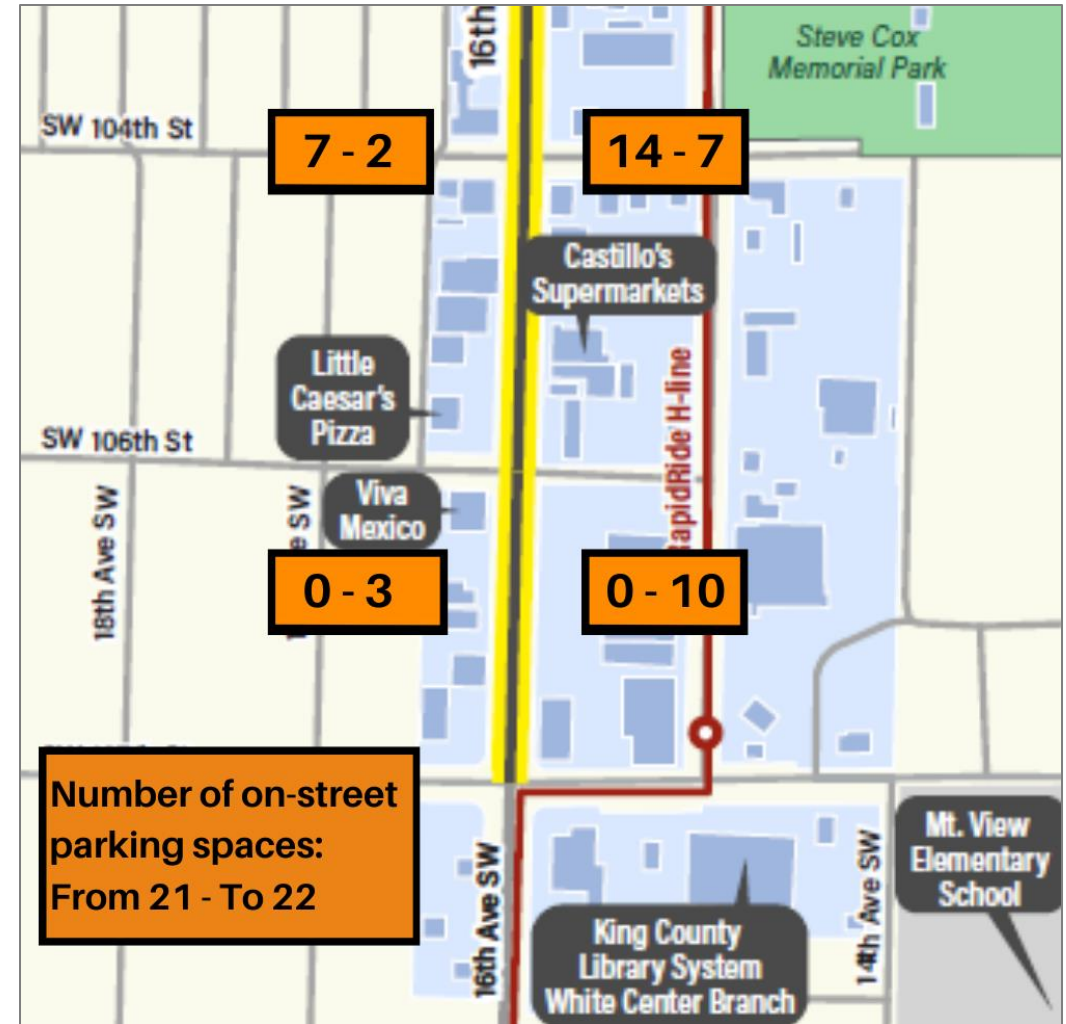 16th
Steve Cox
Memorial Park
SW 104th St
7 - 2
14 - 7
Castillo's
Supermarkets
Little
Caesar's
Pizza
RapidRide H-line
SW 106th St
Viva
Mexico
18th Ave SW
SW
0 - 3
0 - 10
Number of on-street
parking spaces:
From 21 - To 22
16th Ave SW
King County
Library System
White Center Branch
14th Ave SW
Mt. View
Elementary
School